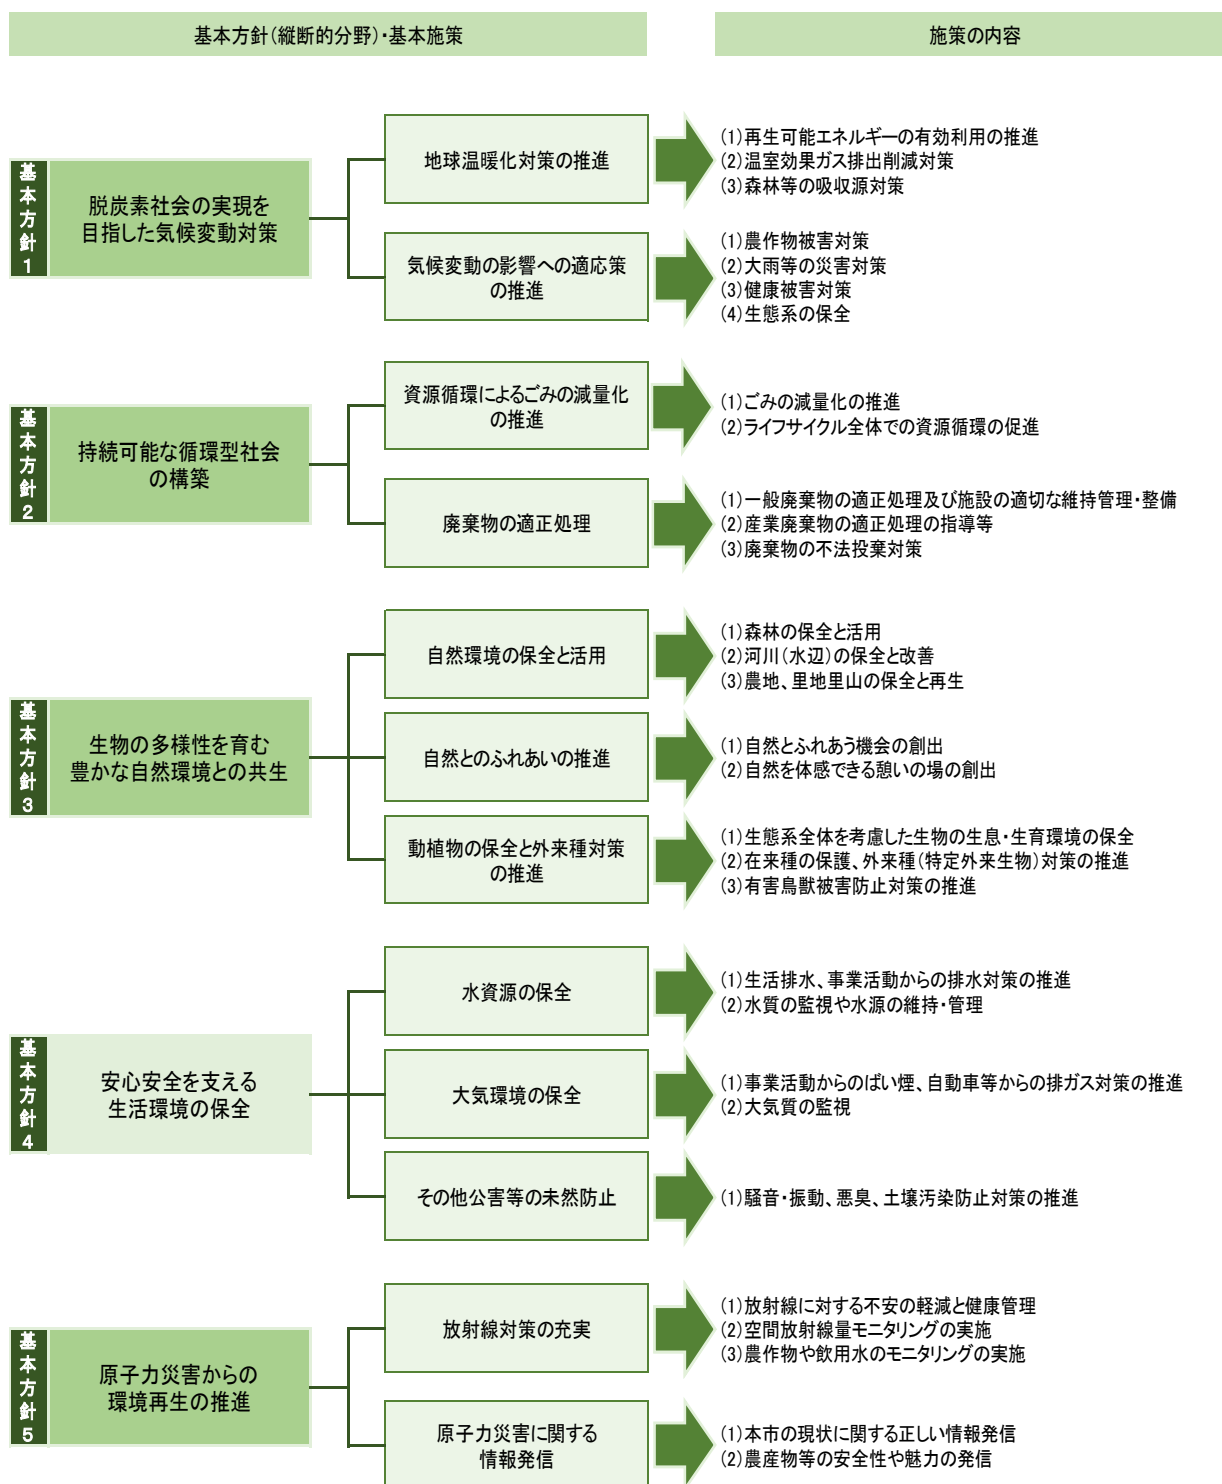 基本方針（縦断的分野）・基本施策
施策の内容
基本方針1
脱炭素社会の実現を
目指した気候変動対策
地球温暖化対策の推進
(1)再生可能エネルギーの有効利用の推進
(2)温室効果ガス排出削減対策
(3)森林等の吸収源対策
気候変動の影響への適応策
の推進
(1)農作物被害対策
(2)大雨等の災害対策
(3)健康被害対策
(4)生態系の保全
基本方針2
持続可能な循環型社会
の構築
資源循環によるごみの減量化
の推進
(1)ごみの減量化の推進
(2)ライフサイクル全体での資源循環の促進
廃棄物の適正処理
(1)一般廃棄物の適正処理及び施設の適切な維持管理・整備
(2)産業廃棄物の適正処理の指導等
(3)廃棄物の不法投棄対策
基本方針3
生物の多様性を育む
豊かな自然環境との共生
自然環境の保全と活用
(1)森林の保全と活用
(2)河川（水辺）の保全と改善
(3)農地、里地里山の保全と再生
自然とのふれあいの推進
(1)自然とふれあう機会の創出
(2)自然を体感できる憩いの場の創出
動植物の保全と外来種対策
の推進
(1)生態系全体を考慮した生物の生息・生育環境の保全
(2)在来種の保護、外来種（特定外来生物）対策の推進
(3)有害鳥獣被害防止対策の推進
基本方針4
安心安全を支える
生活環境の保全
水資源の保全
(1)生活排水、事業活動からの排水対策の推進
(2)水質の監視や水源の維持・管理
大気環境の保全
(1)事業活動からのばい煙、自動車等からの排ガス対策の推進
(2)大気質の監視
その他公害等の未然防止
(1)騒音・振動、悪臭、土壌汚染防止対策の推進
基本方針5
原子力災害からの
環境再生の推進
放射線対策の充実
(1)放射線に対する不安の軽減と健康管理
(2)空間放射線量モニタリングの実施
(3)農作物や飲用水のモニタリングの実施
原子力災害に関する
情報発信
(1)本市の現状に関する正しい情報発信
(2)農産物等の安全性や魅力の発信